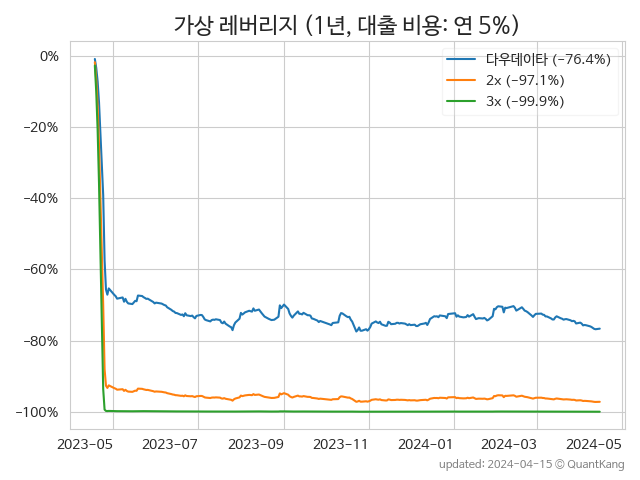 가상 레버리지 (1년, 대출 비용: 연 5%)
다우데이타 (−76.4%)
2x (−97.1%)
3x (−99.9%)
0%
−20%
−40%
−60%
−80%
−100%
2023-05 2023-07 2023-09 2023-11 2024-01 2024-03 2024-05
updated: 2024-04-15 © QuantKang